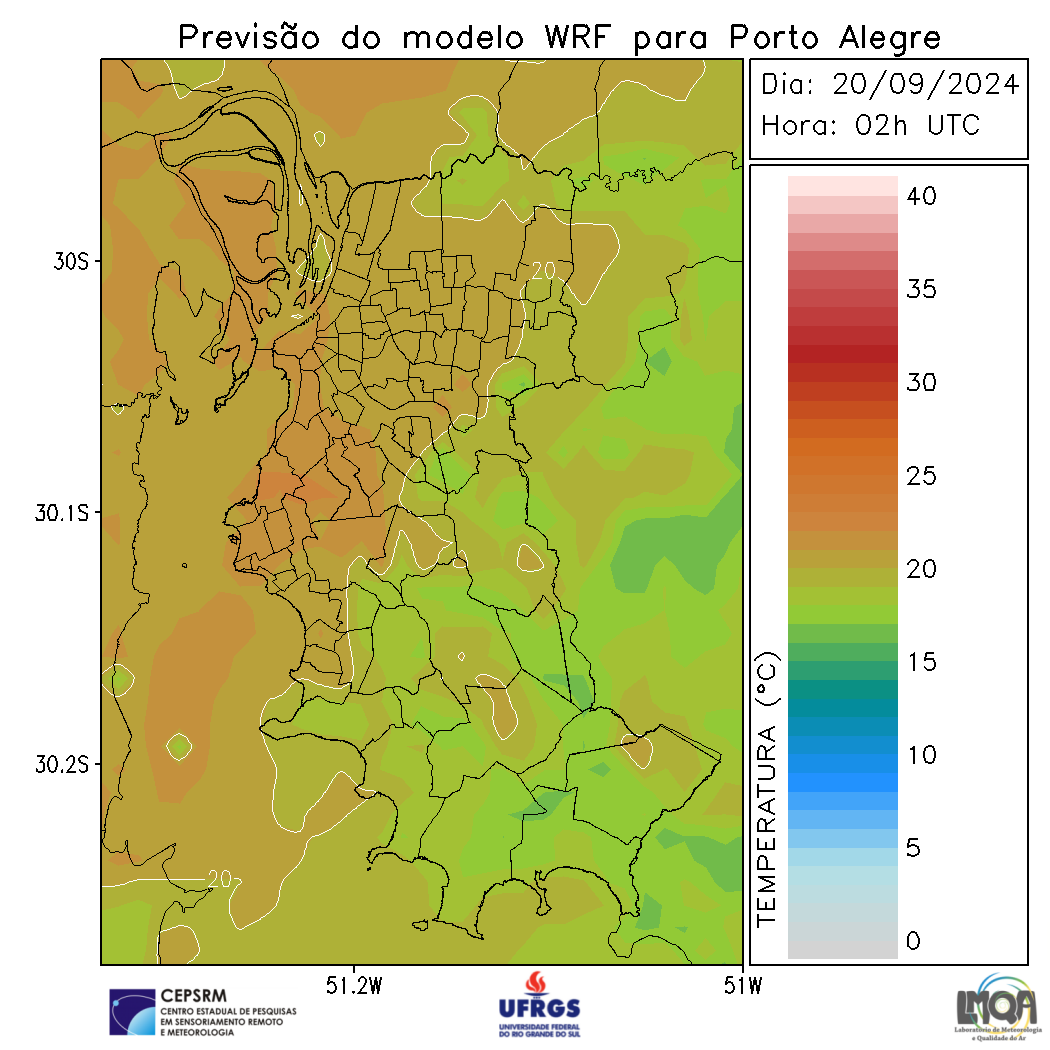 Previsão do modelo WRF para Porto Alegre
Dia: 20/09/2024
Hora: 02h UTC
30S
30.1S
30.2S
51.2W
51W
20
20
TEMPERATURA (°C)
40
35
30
25
20
15
10
5
0
CEPSRM
CENTRO ESTADUAL DE PESQUISAS
EM SENSORIAMENTO REMOTO
E METEOROLOGIA
UFRGS
UNIVERSIDADE FEDERAL
DO RIO GRANDE DO SUL
LMQA
Laboratório de Meteorologia
e Qualidade do Ar